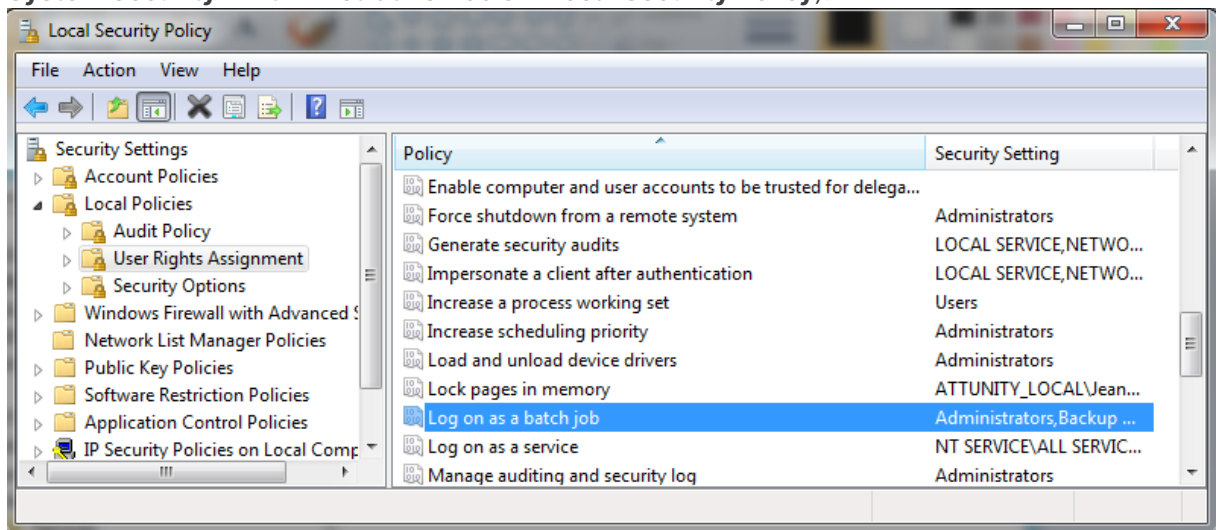 Local Security Policy
File Action View Help
Security Settings
Account Policies
Local Policies
Audit Policy
User Rights Assignment
Security Options
Windows Firewall with Advanced
Network List Manager Policies
Public Key Policies
Software Restriction Policies
Application Control Policies
IP Security Policies on Local Comp
Policy Security Setting
Enable computer and user accounts to be trusted for delega...
Force shutdown from a remote system Administrators
Generate security audits LOCAL SERVICE,NETWO...
Impersonate a client after authentication LOCAL SERVICE,NETWO...
Increase a process working set Users
Increase scheduling priority Administrators
Load and unload device drivers Administrators
Lock pages in memory ATTUNITY_LOCAL\Jean...
Log on as a batch job Administrators,Backup ...
Log on as a service NT SERVICE\ALL SERVIC...
Manage auditing and security log Administrators